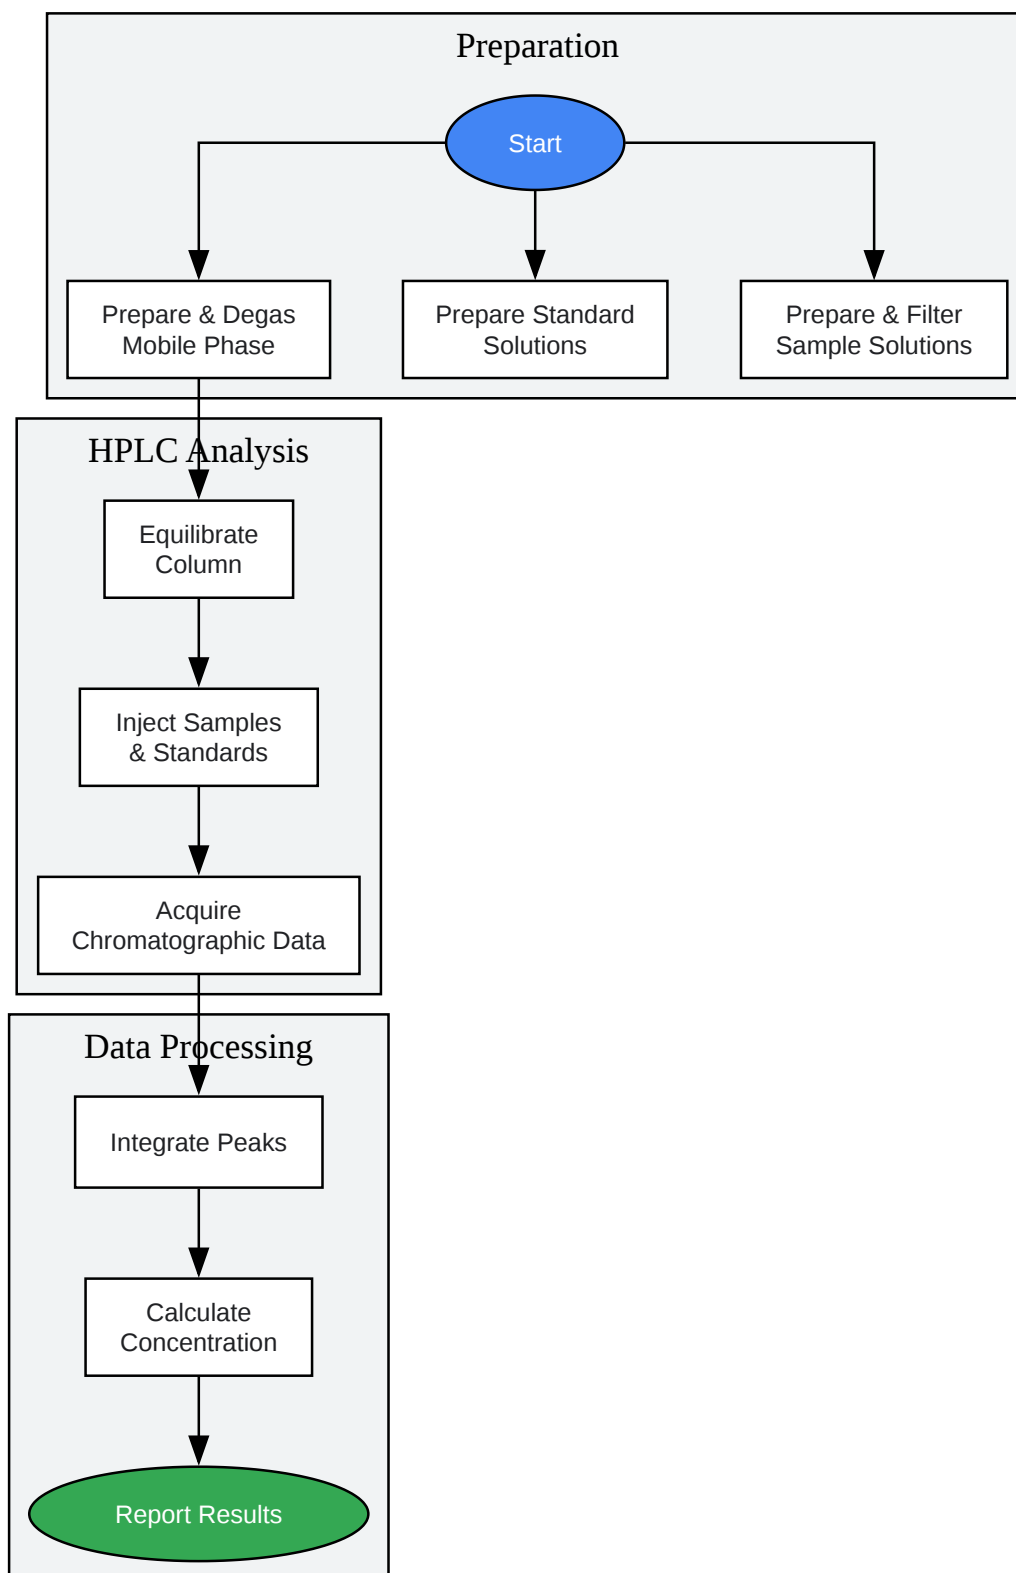 Preparation
Start
Prepare & Degas
Mobile Phase
Prepare Standard
Solutions
Prepare & Filter
Sample Solutions
HPLC Analysis
Equilibrate
Column
Inject Samples
& Standards
Acquire
Chromatographic Data
Data Processing
Integrate Peaks
Calculate
Concentration
Report Results